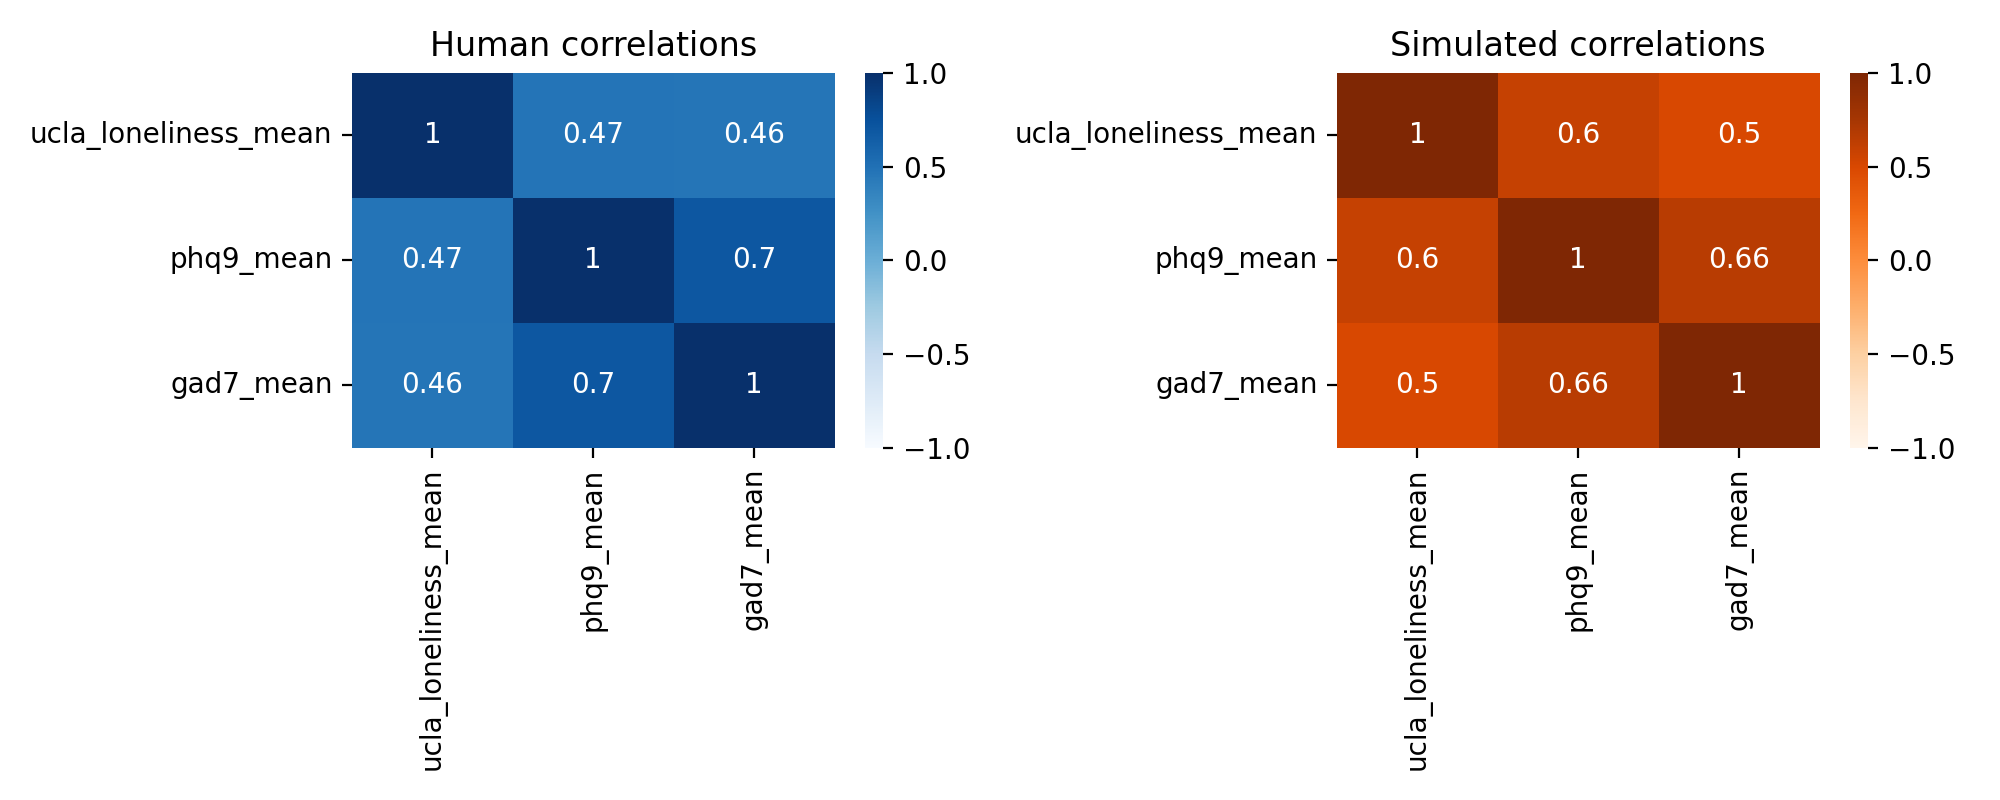 Human correlations
ucla_loneliness_mean
phq9_mean
gad7_mean
1 0.47 0.46
0.47 1 0.7
0.46 0.7 1
ucla_loneliness_mean
phq9_mean
gad7_mean
1.0
0.5
0.0
−0.5
−1.0
Simulated correlations
ucla_loneliness_mean
phq9_mean
gad7_mean
1 0.6 0.5
0.6 1 0.66
0.5 0.66 1
ucla_loneliness_mean
phq9_mean
gad7_mean
1.0
0.5
0.0
−0.5
−1.0